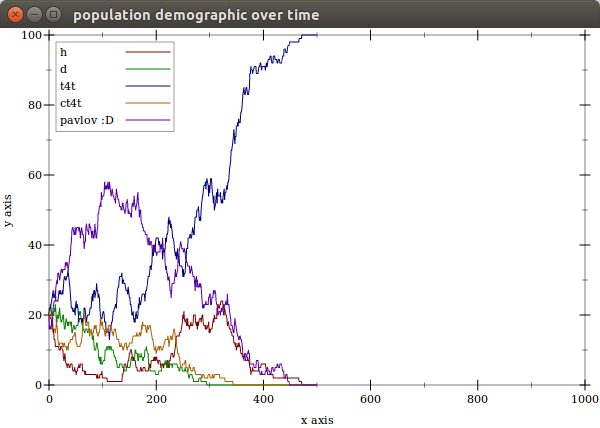 population demographic over time
100
80
60
40
20
0
y axis
h
d
t4t
ct4t
pavlov :D
0 200 400 600 800 1000
x axis